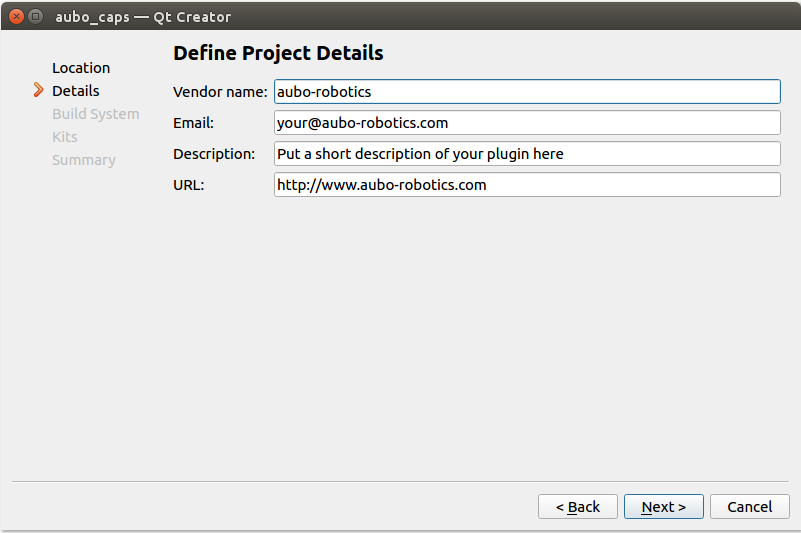 aubo_caps — Qt Creator
Define Project Details
Location
Details
Build System
Kits
Summary
Vendor name: aubo-robotics
Email: your@aubo-robotics.com
Description: Put a short description of your plugin here
URL: http://www.aubo-robotics.com
< Back Next > Cancel